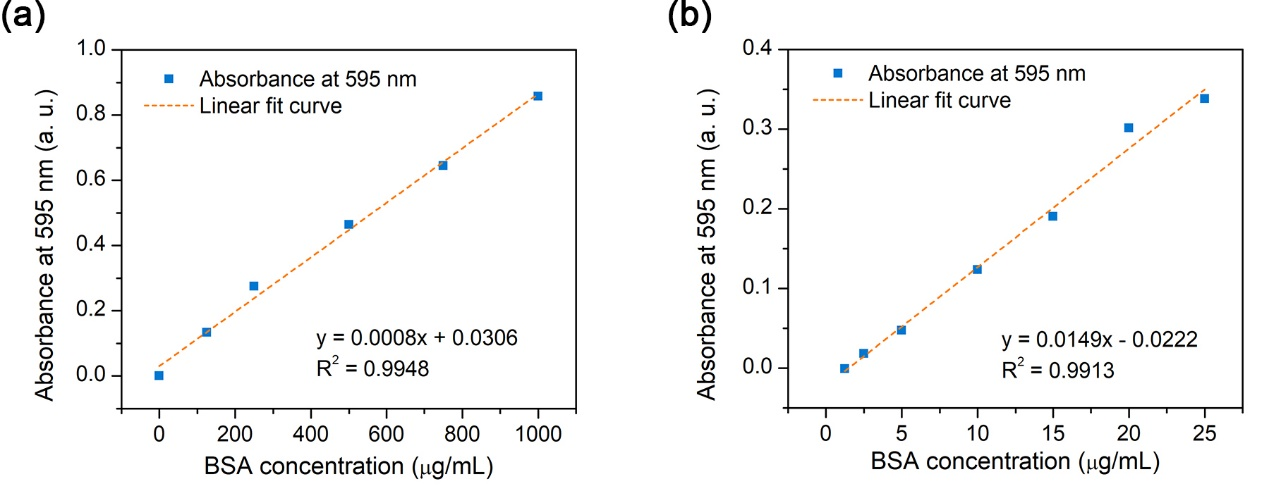 (a)
1.0
0.8
0.6
0.4
0.2
0.0
Absorbance at 595 nm (a. u.)
Absorbance at 595 nm
Linear fit curve
y = 0.0008x + 0.0306
R² = 0.9948
0 200 400 600 800 1000
BSA concentration (μg/mL)
(b)
0.4
0.3
0.2
0.1
0.0
Absorbance at 595 nm (a. u.)
Absorbance at 595 nm
Linear fit curve
y = 0.0149x - 0.0222
R² = 0.9913
0 5 10 15 20 25
BSA concentration (μg/mL)